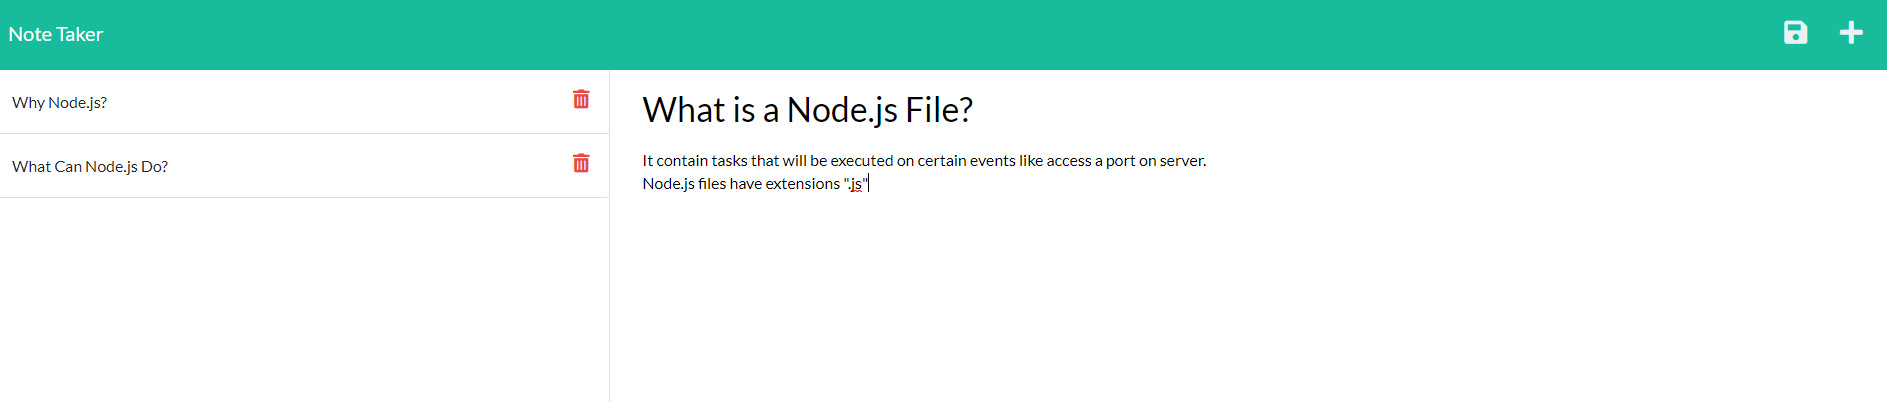 Note Taker
Why Node.js?
What Can Node.js Do?
What is a Node.js File?
It contain tasks that will be executed on certain events like access a port on server.
Node.js files have extensions ".js"